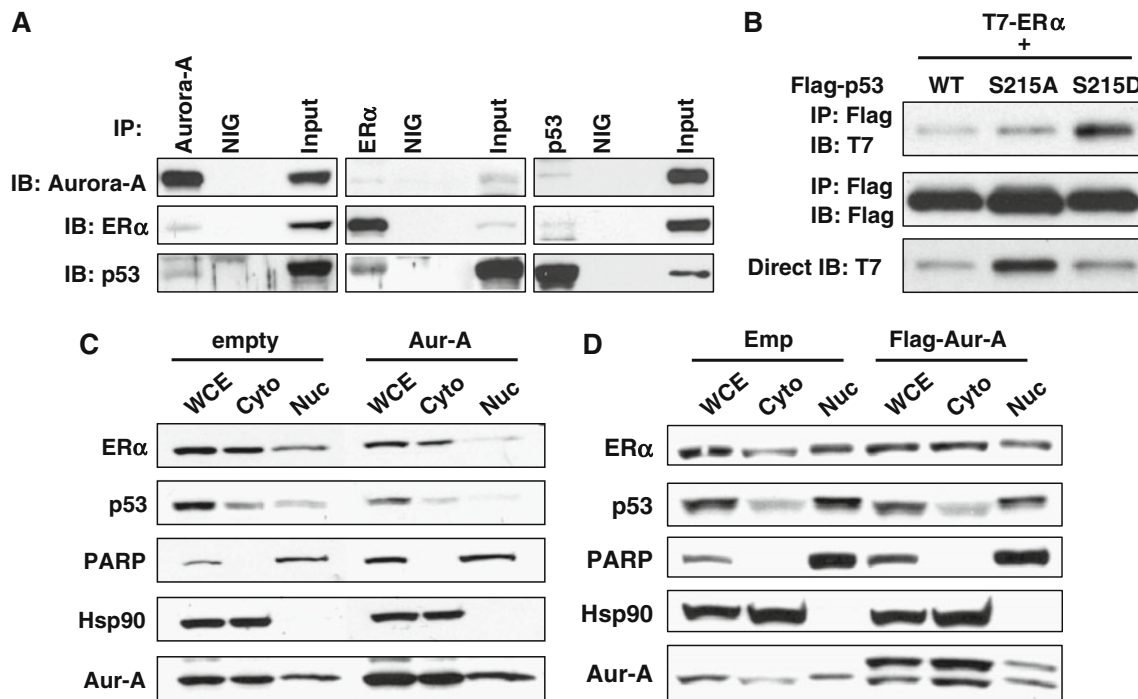 A
IP:
Aurora-A
NIG
Input
ERα
NIG
Input
p53
NIG
Input
IB: Aurora-A
IB: ERα
IB: p53
B
T7-ERα
+
Flag-p53 WT S215A S215D
IP: Flag
IB: T7
IP: Flag
IB: Flag
Direct IB: T7
C
empty Aur-A
WCE Cyto Nuc WCE Cyto Nuc
ERα
p53
PARP
Hsp90
Aur-A
D
Emp Flag-Aur-A
WCE Cyto Nuc WCE Cyto Nuc
ERα
p53
PARP
Hsp90
Aur-A